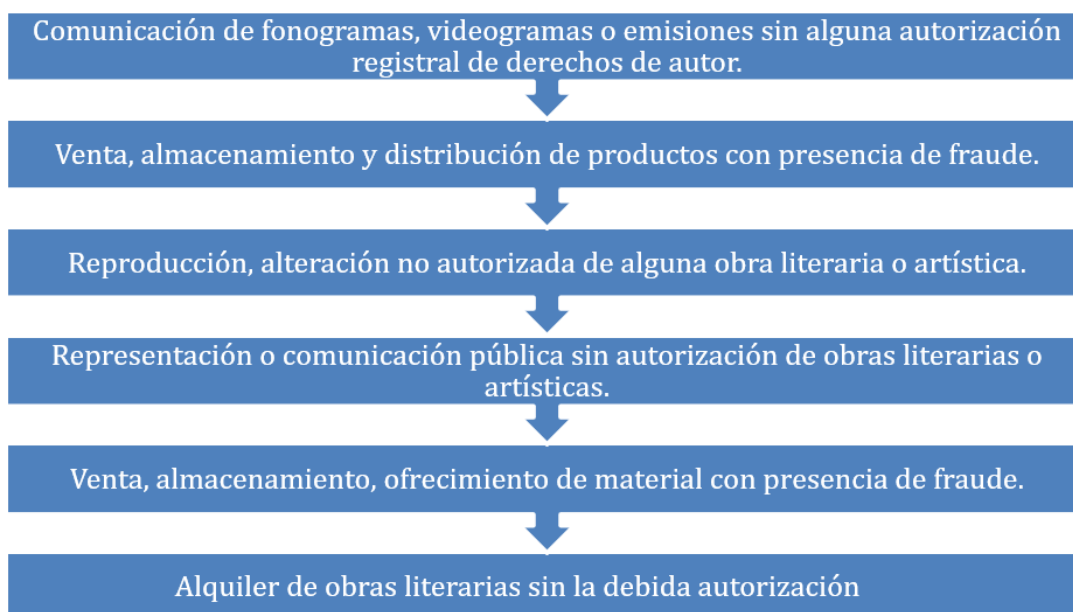 Comunicación de fonogramas, videogramas o emisiones sin alguna autorización
registral de derechos de autor.
Venta, almacenamiento y distribución de productos con presencia de fraude.
Reproducción, alteración no autorizada de alguna obra literaria o artística.
Representación o comunicación pública sin autorización de obras literarias o
artísticas.
Venta, almacenamiento, ofrecimiento de material con presencia de fraude.
Alquiler de obras literarias sin la debida autorización